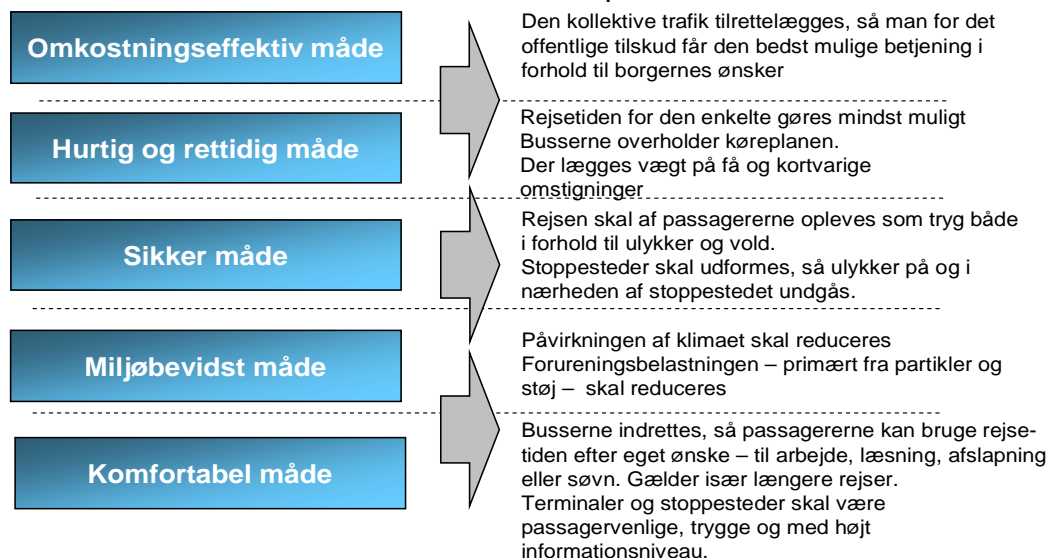 Omkostningseffektiv måde
Den kollektive trafik tilrettelægges, så man for det
offentlige tilskud får den bedst mulige betjening i
forhold til borgernes ønsker
Hurtig og rettidig måde
Rejsetiden for den enkelte gøres mindst muligt
Busserne overholder køreplanen.
Der lægges vægt på få og kortvarige
omstigninger
Sikker måde
Rejsen skal af passagererne opleves som tryg både
i forhold til ulykker og vold.
Stoppesteder skal udformes, så ulykker på og i
nærheden af stoppestedet undgås.
Miljøbevidst måde
Påvirkningen af klimaet skal reduceres
Forureningsbelastningen – primært fra partikler og
støj – skal reduceres
Komfortabel måde
Busserne indrettes, så passagererne kan bruge rejse-
tiden efter eget ønske – til arbejde, læsning, afslapning
eller søvn. Gælder især længere rejser.
Terminaler og stoppesteder skal være
passagervenlige, trygge og med højt
informationsniveau.